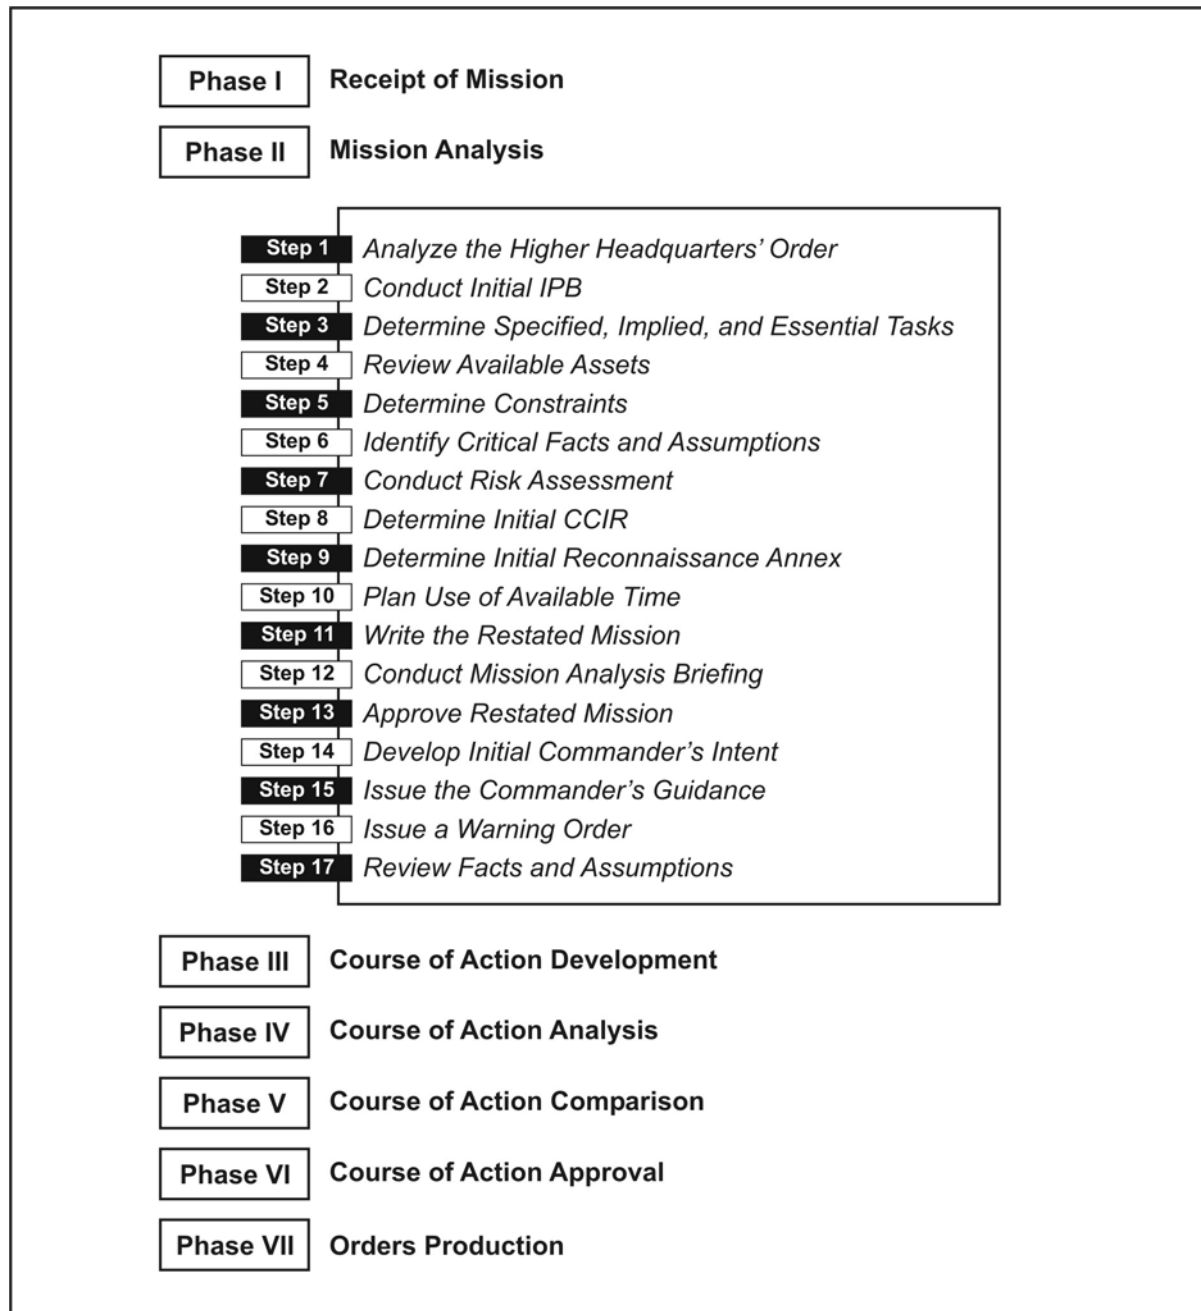 Phase I Receipt of Mission
Phase II Mission Analysis
Step 1 Analyze the Higher Headquarters’ Order
Step 2 Conduct Initial IPB
Step 3 Determine Specified, Implied, and Essential Tasks
Step 4 Review Available Assets
Step 5 Determine Constraints
Step 6 Identify Critical Facts and Assumptions
Step 7 Conduct Risk Assessment
Step 8 Determine Initial CCIR
Step 9 Determine Initial Reconnaissance Annex
Step 10 Plan Use of Available Time
Step 11 Write the Restated Mission
Step 12 Conduct Mission Analysis Briefing
Step 13 Approve Restated Mission
Step 14 Develop Initial Commander’s Intent
Step 15 Issue the Commander’s Guidance
Step 16 Issue a Warning Order
Step 17 Review Facts and Assumptions
Phase III Course of Action Development
Phase IV Course of Action Analysis
Phase V Course of Action Comparison
Phase VI Course of Action Approval
Phase VII Orders Production